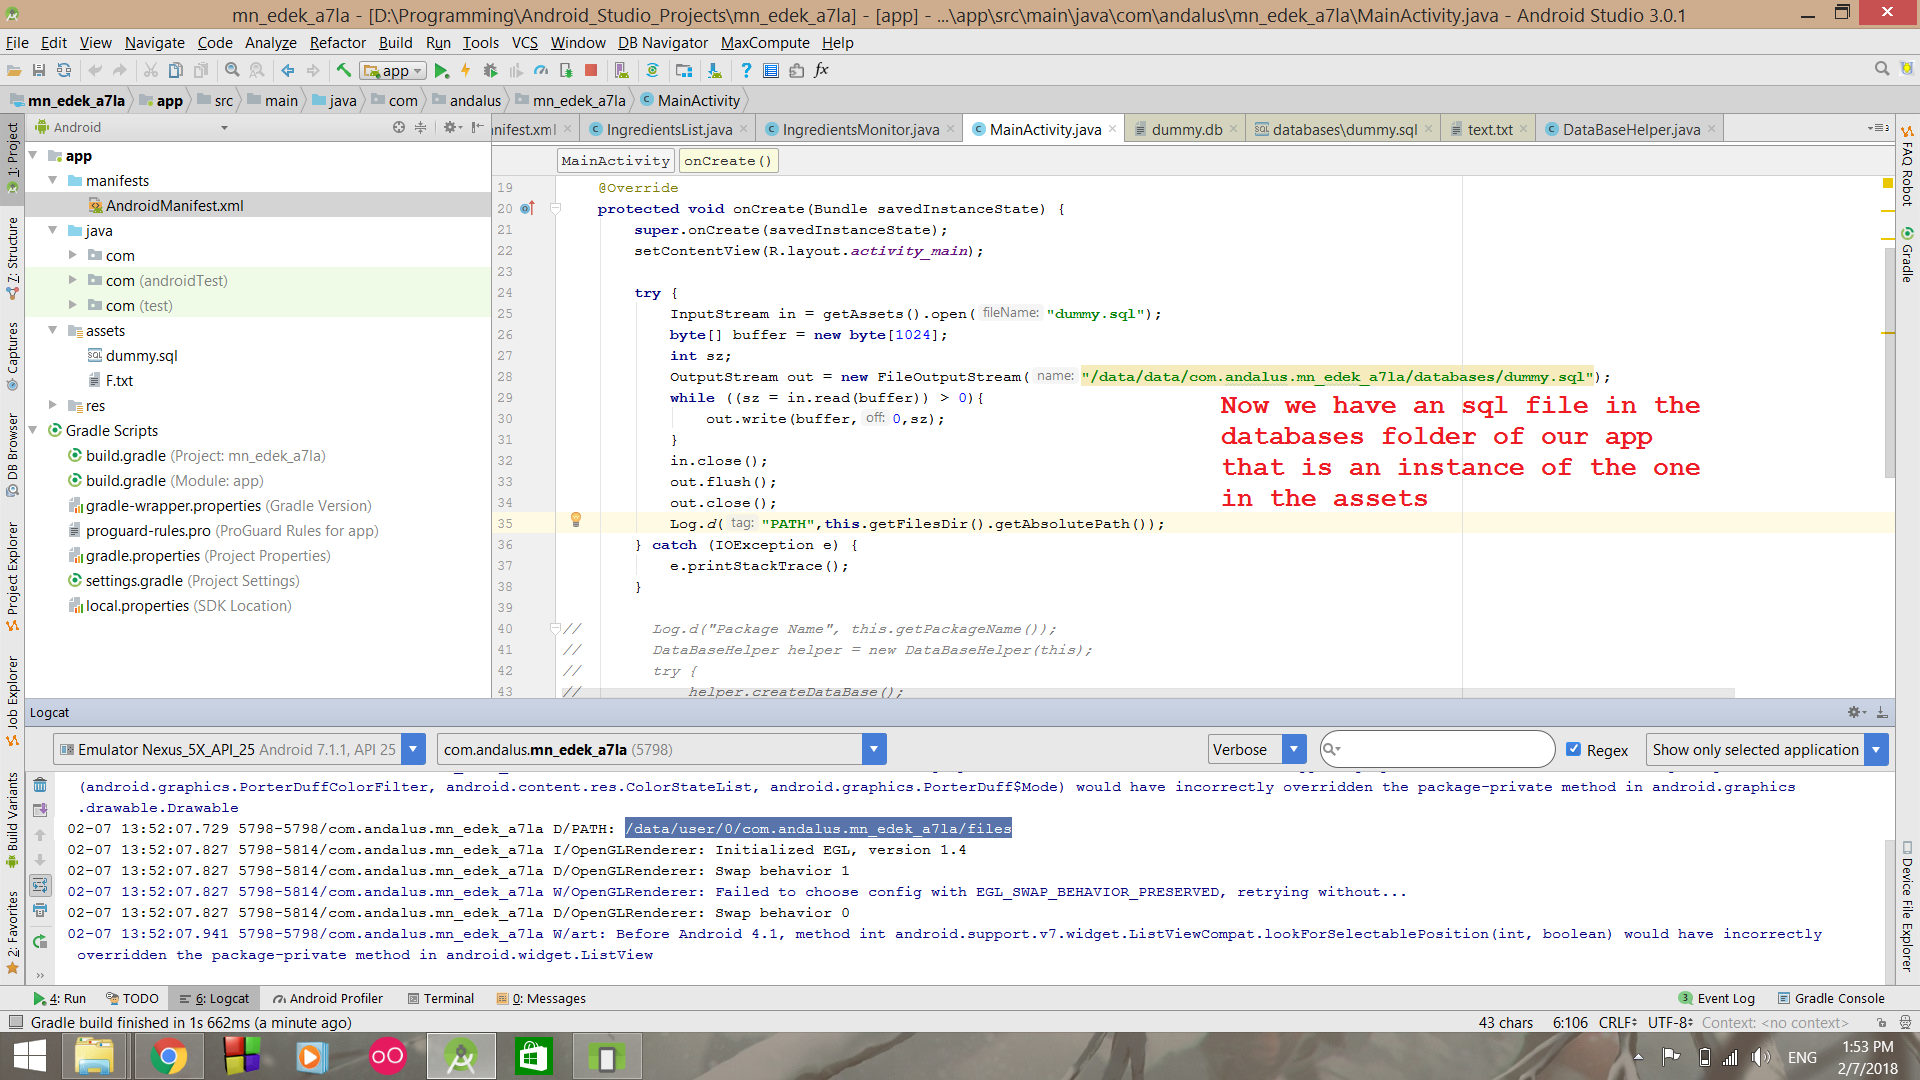 mn_edek_a7la - [D:\Programming\Android_Studio_Projects\mn_edek_a7la] - [app] - ...\app\src\main\java\com\andalus\mn_edek_a7la\MainActivity.java - Android Studio 3.0.1
File Edit View Navigate Code Analyze Refactor Build Run Tools VCS Window DB Navigator MaxCompute Help
app
mn_edek_a7la app src main java com andalus mn_edek_a7la MainActivity
Android
nifest.xml IngredientsList.java IngredientsMonitor.java MainActivity.java dummy.db databases\dummy.sql text.txt DataBaseHelper.java
MainActivity onCreate()
app
manifests
AndroidManifest.xml
java
com
com (androidTest)
com (test)
assets
dummy.sql
F.txt
res
Gradle Scripts
build.gradle (Project: mn_edek_a7la)
build.gradle (Module: app)
gradle-wrapper.properties (Gradle Version)
proguard-rules.pro (ProGuard Rules for app)
gradle.properties (Project Properties)
settings.gradle (Project Settings)
local.properties (SDK Location)
19 @Override
20 protected void onCreate(Bundle savedInstanceState) {
21 super.onCreate(savedInstanceState);
22 setContentView(R.layout.activity_main);
23
24 try {
25 InputStream in = getAssets().open( fileName: "dummy.sql");
26 byte[] buffer = new byte[1024];
27 int sz;
28 OutputStream out = new FileOutputStream( name: "/data/data/com.andalus.mn_edek_a7la/databases/dummy.sql");
29 while ((sz = in.read(buffer)) > 0){
30 out.write(buffer, off: 0,sz);
31 }
32 in.close();
33 out.flush();
34 out.close();
35 Log.d( tag: "PATH",this.getFilesDir().getAbsolutePath());
36 } catch (IOException e) {
37 e.printStackTrace();
38 }
39
40 // Log.d("Package Name", this.getPackageName());
41 // DataBaseHelper helper = new DataBaseHelper(this);
42 // try {
43 // helper.createDataBase();
Now we have an sql file in the
databases folder of our app
that is an instance of the one
in the assets
1: Project
7: Structure
Captures
DB Browser
Project Explorer
Job Explorer
Build Variants
2: Favorites
FAQ Robot
Gradle
Device File Explorer
Logcat
Emulator Nexus_5X_API_25 Android 7.1.1, API 25 com.andalus.mn_edek_a7la (5798) Verbose Regex Show only selected application
(android.graphics.PorterDuffColorFilter, android.content.res.ColorStateList, android.graphics.PorterDuff$Mode) would have incorrectly overridden the package-private method in android.graphics
.drawable.Drawable
02-07 13:52:07.729 5798-5798/com.andalus.mn_edek_a7la D/PATH: /data/user/0/com.andalus.mn_edek_a7la/files
02-07 13:52:07.827 5798-5814/com.andalus.mn_edek_a7la I/OpenGLRenderer: Initialized EGL, version 1.4
02-07 13:52:07.827 5798-5814/com.andalus.mn_edek_a7la D/OpenGLRenderer: Swap behavior 1
02-07 13:52:07.827 5798-5814/com.andalus.mn_edek_a7la W/OpenGLRenderer: Failed to choose config with EGL_SWAP_BEHAVIOR_PRESERVED, retrying without...
02-07 13:52:07.827 5798-5814/com.andalus.mn_edek_a7la D/OpenGLRenderer: Swap behavior 0
02-07 13:52:07.941 5798-5798/com.andalus.mn_edek_a7la W/art: Before Android 4.1, method int android.support.v7.widget.ListViewCompat.lookForSelectablePosition(int, boolean) would have incorrectly
overridden the package-private method in android.widget.ListView
4: Run TODO 6: Logcat Android Profiler Terminal 0: Messages 3 Event Log Gradle Console
Gradle build finished in 1s 662ms (a minute ago) 43 chars 6:106 CRLF UTF-8 Context: <no context>
ENG 1:53 PM
2/7/2018